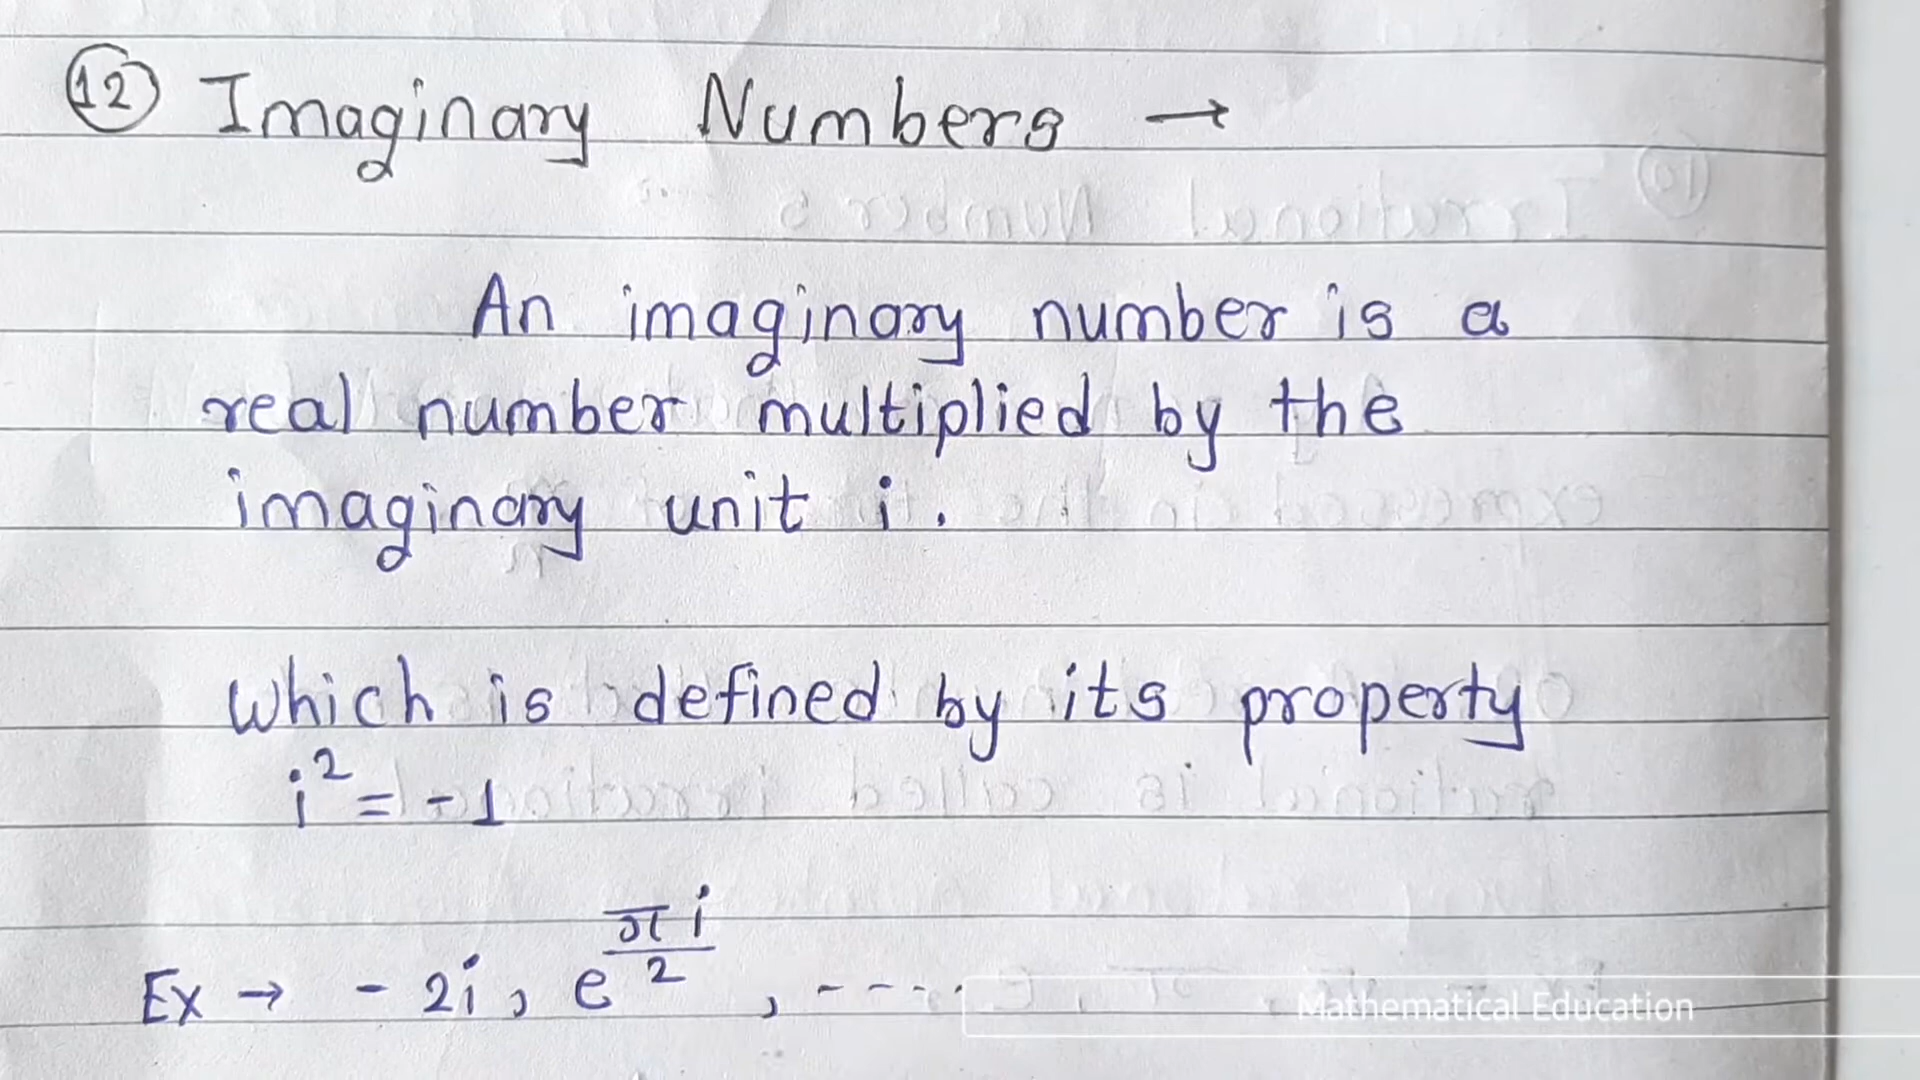 12 Imaginary Numbers →
An imaginary number is a
real number multiplied by the
imaginary unit i.
which is defined by its property
i² = -1
Ex → - 2i, e^(πi/2), ----
Mathematical Education